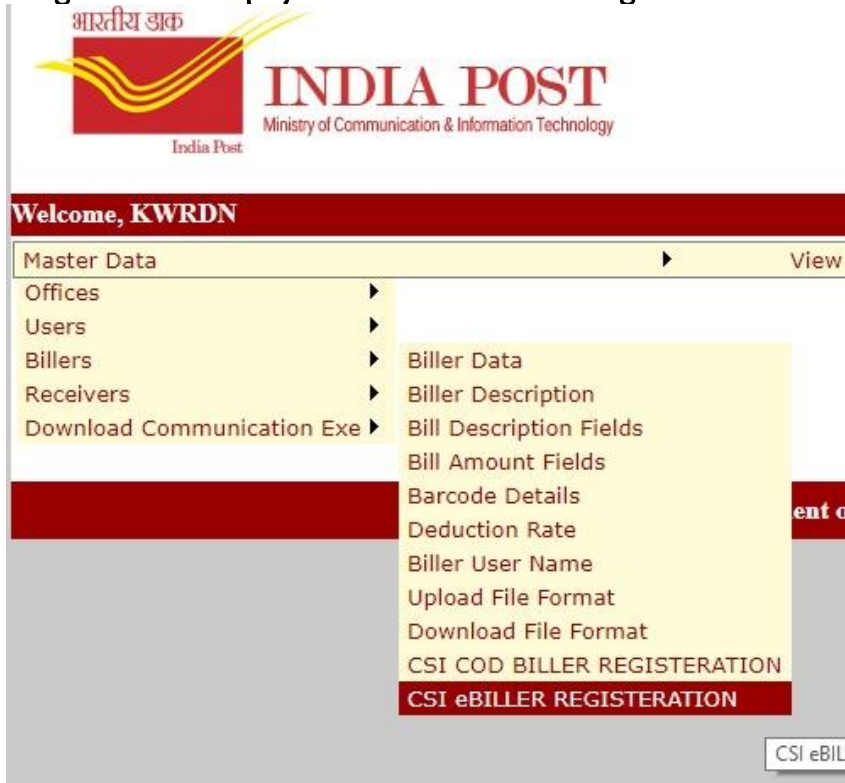 भारतीय डाक
INDIA POST
Ministry of Communication & Information Technology
India Post
Welcome, KWRDN
Master Data View
Offices
Users
Billers
Receivers
Download Communication Exe
Biller Data
Biller Description
Bill Description Fields
Bill Amount Fields
Barcode Details
Deduction Rate
Biller User Name
Upload File Format
Download File Format
CSI COD BILLER REGISTERATION
CSI eBILLER REGISTERATION
CSI eBIL